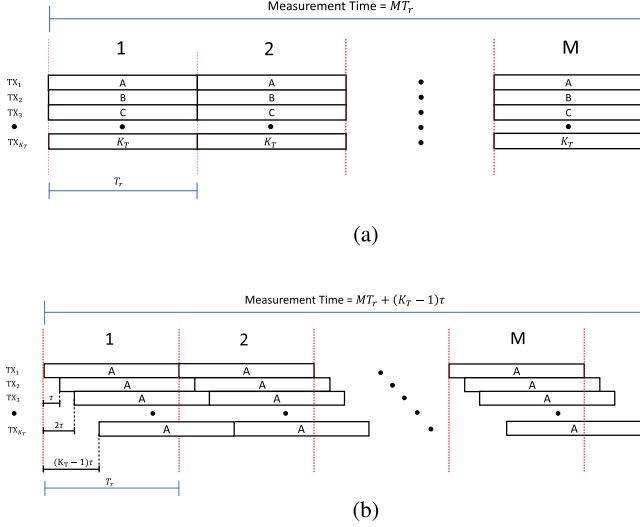 Measurement Time = MT_r
1 2 M
TX_1 A A A
TX_2 B B B
TX_3 C C C
TX_{K_T} K_T K_T K_T
T_r
(a)
Measurement Time = MT_r + (K_T − 1)τ
1 2 M
TX_1 A A A
TX_2 A A A
TX_3 τ A A A
TX_{K_T} 2τ A A A
(K_T−1)τ
T_r
(b)